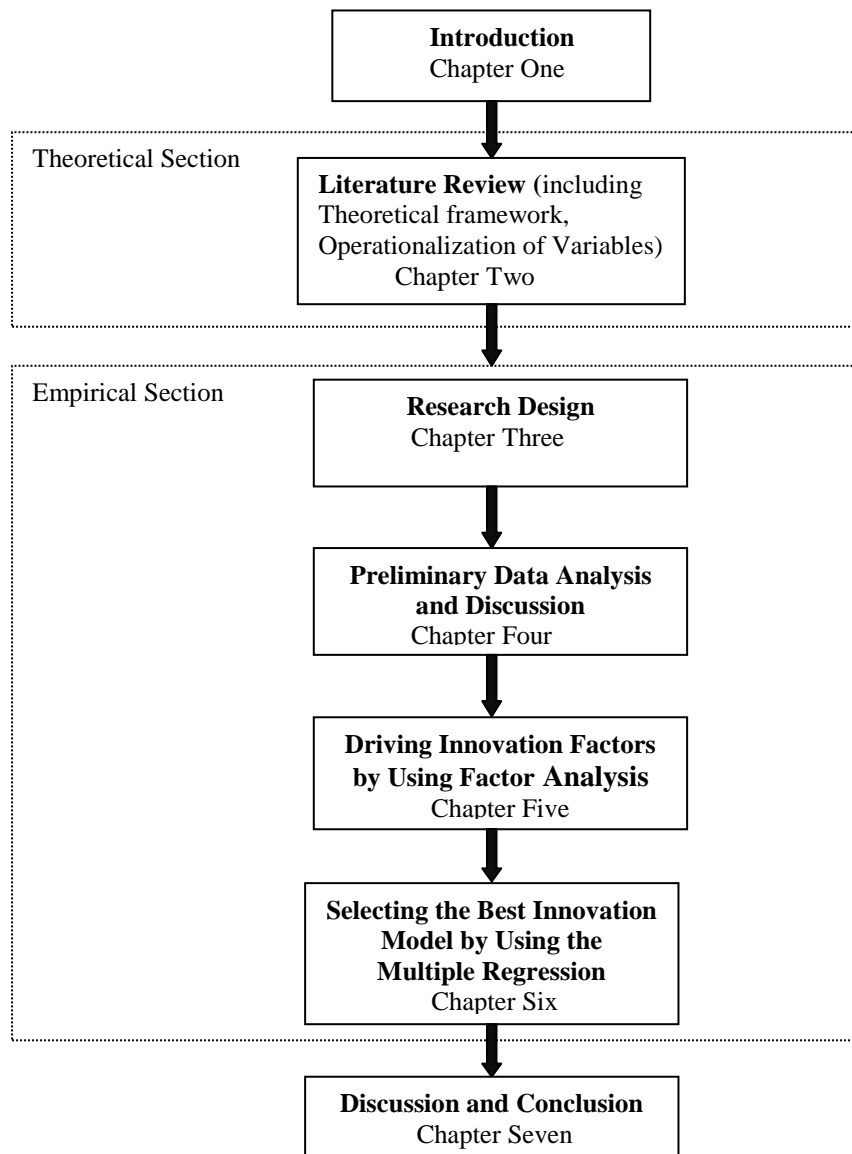 Introduction
Chapter One
Theoretical Section
Literature Review (including
Theoretical framework,
Operationalization of Variables)
Chapter Two
Empirical Section
Research Design
Chapter Three
Preliminary Data Analysis
and Discussion
Chapter Four
Driving Innovation Factors
by Using Factor Analysis
Chapter Five
Selecting the Best Innovation
Model by Using the
Multiple Regression
Chapter Six
Discussion and Conclusion
Chapter Seven